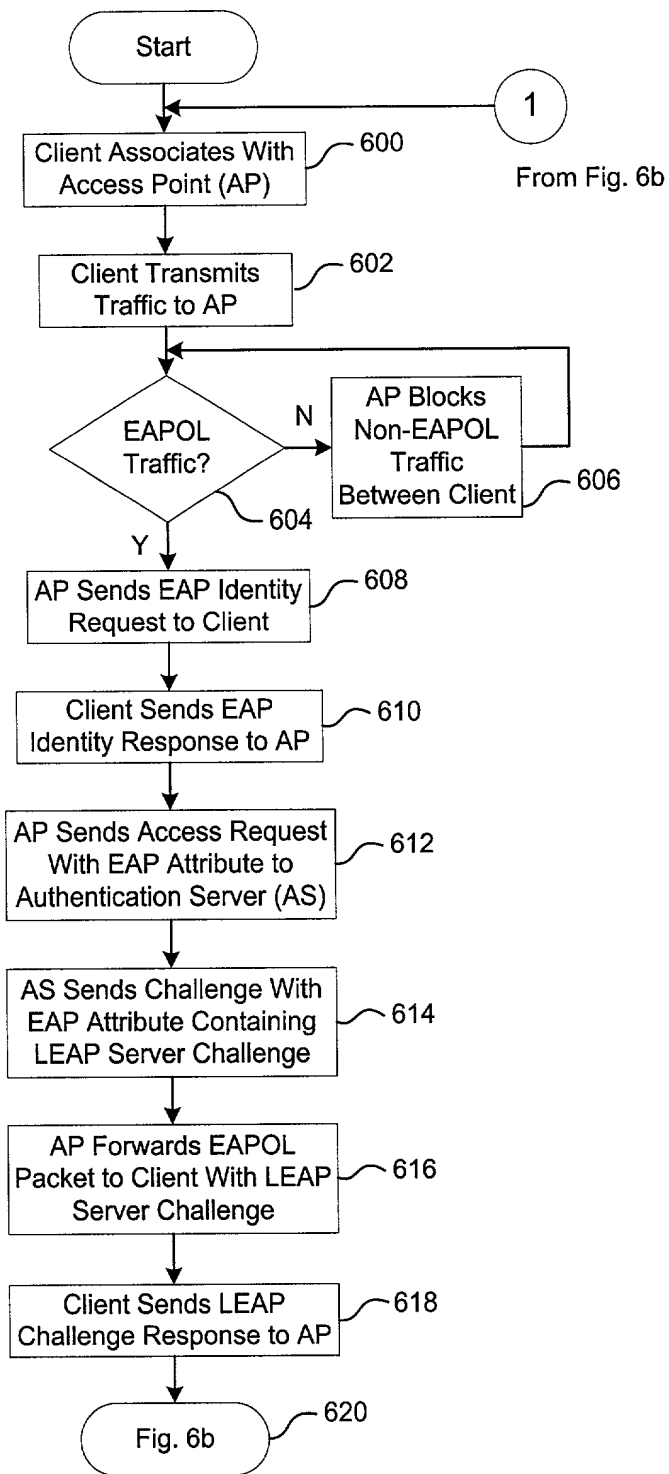 Start
1
From Fig. 6b
Client Associates With
Access Point (AP)
600
Client Transmits
Traffic to AP
602
EAPOL
Traffic?
604
N
AP Blocks
Non-EAPOL
Traffic
Between Client
606
Y
AP Sends EAP Identity
Request to Client
608
Client Sends EAP
Identity Response to AP
610
AP Sends Access Request
With EAP Attribute to
Authentication Server (AS)
612
AS Sends Challenge With
EAP Attribute Containing
LEAP Server Challenge
614
AP Forwards EAPOL
Packet to Client With LEAP
Server Challenge
616
Client Sends LEAP
Challenge Response to AP
618
Fig. 6b
620